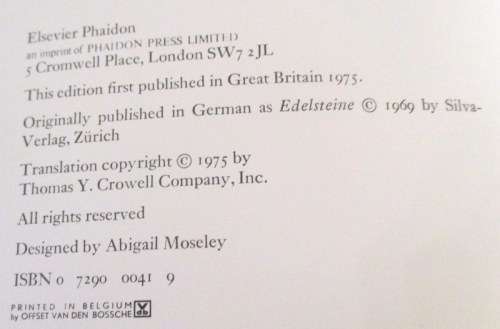 Elsevier Phaidon
an imprint of PHAIDON PRESS LIMITED
5 Cromwell Place, London SW7 2JL
This edition first published in Great Britain 1975.
Originally published in German as Edelsteine © 1969 by Silva-
Verlag, Zürich
Translation copyright © 1975 by
Thomas Y. Crowell Company, Inc.
All rights reserved
Designed by Abigail Moseley
ISBN 0 7290 0041 9
PRINTED IN BELGIUM
by OFFSET VAN DEN BOSSCHE
vdb